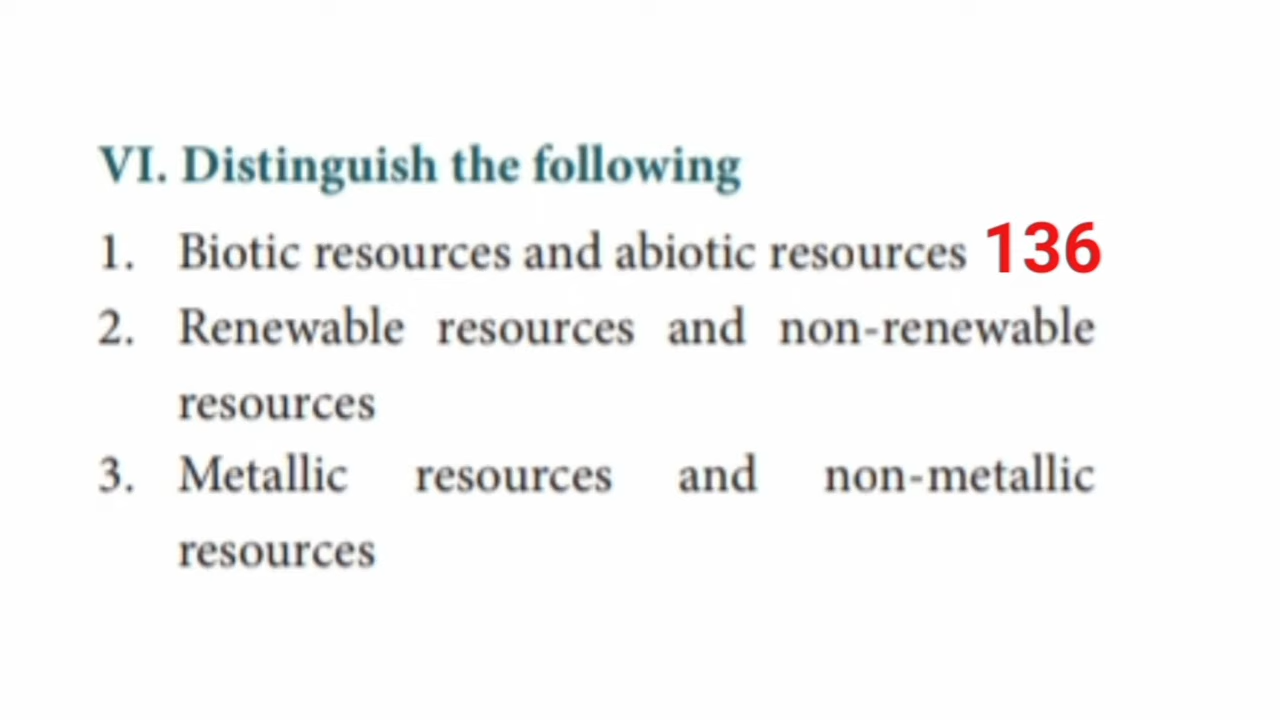 VI. Distinguish the following
1. Biotic resources and abiotic resources 136
2. Renewable resources and non-renewable
resources
3. Metallic resources and non-metallic
resources